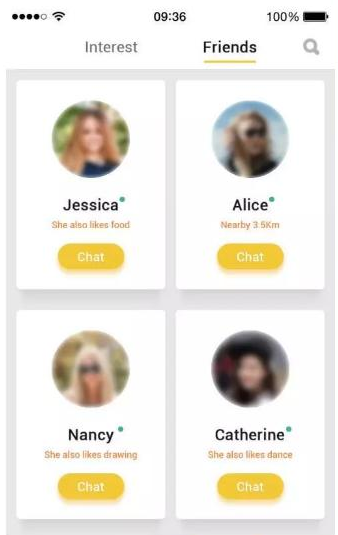 09:36 100%
Interest Friends
Jessica Alice
She also likes food Nearby 3.5Km
Chat Chat
Nancy Catherine
She also likes drawing She also likes dance
Chat Chat